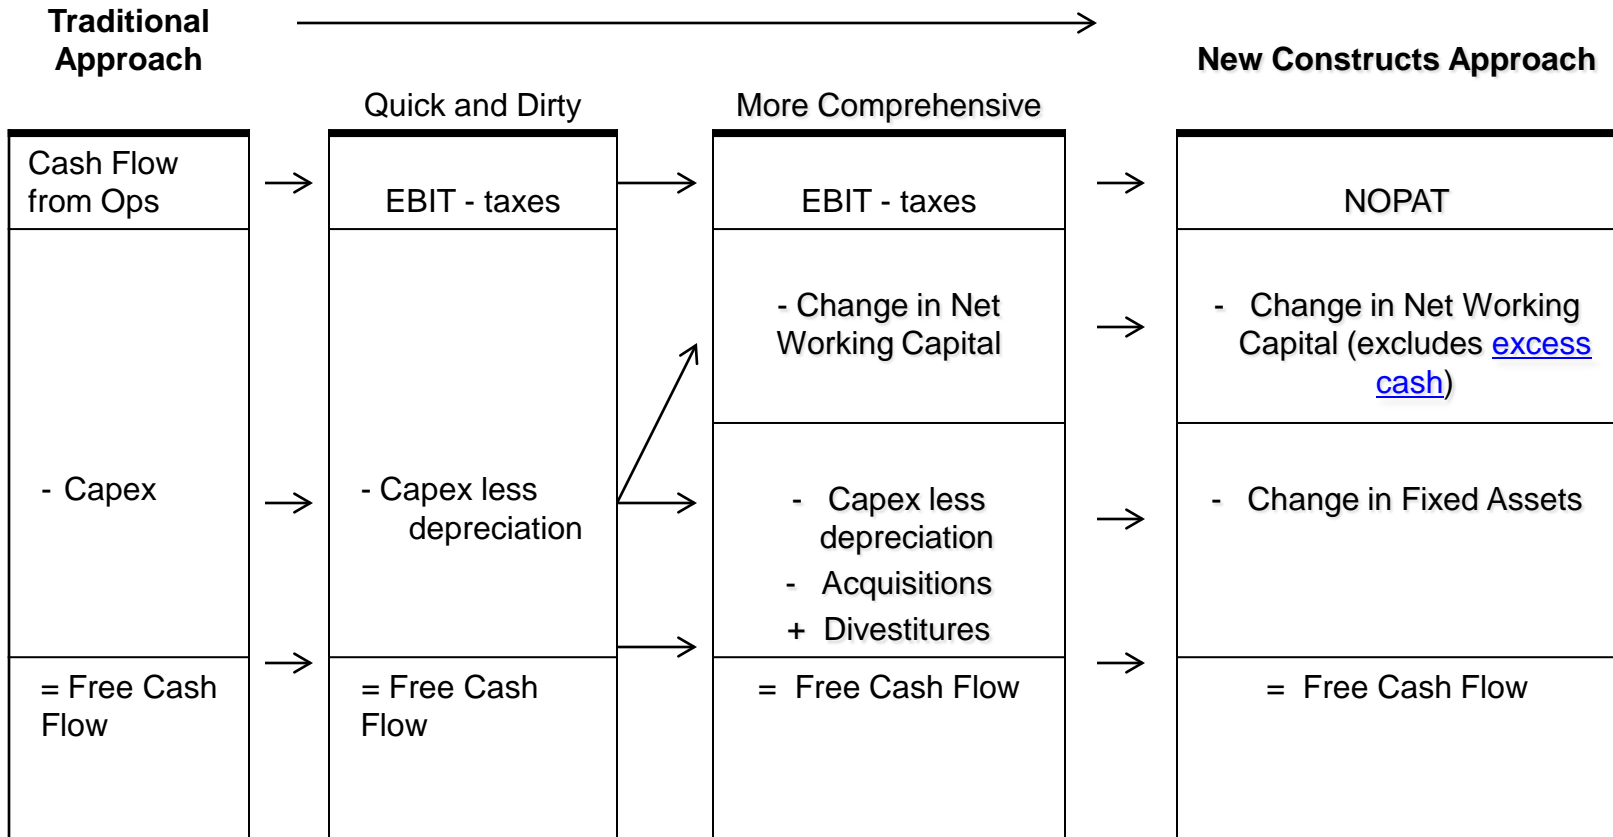 Traditional
Approach
New Constructs Approach
Quick and Dirty
More Comprehensive
Cash Flow
from Ops
- Capex
= Free Cash
Flow
EBIT - taxes
- Capex less
depreciation
= Free Cash
Flow
EBIT - taxes
- Change in Net
Working Capital
- Capex less
depreciation
- Acquisitions
+ Divestitures
= Free Cash Flow
NOPAT
- Change in Net Working
Capital (excludes excess
cash)
- Change in Fixed Assets
= Free Cash Flow